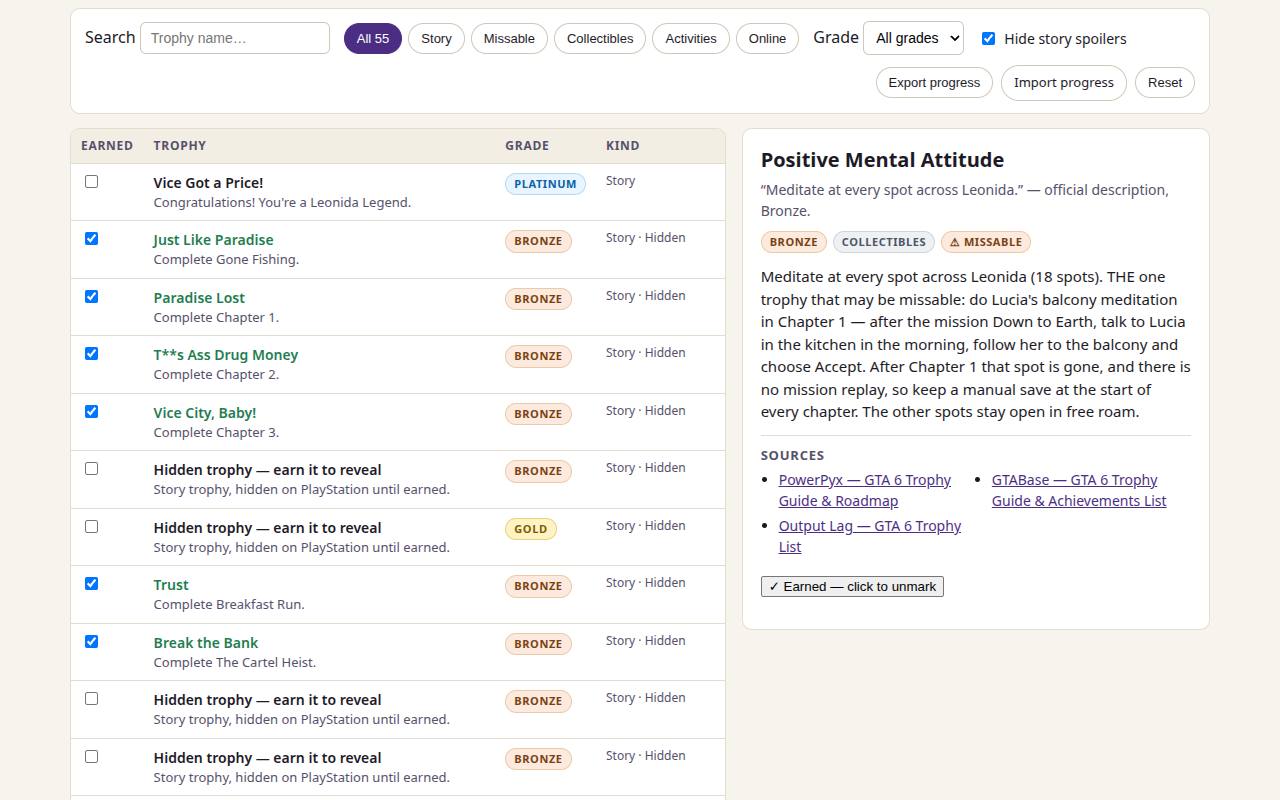 Search
Trophy name…
All 55
Story
Missable
Collectibles
Activities
Online
Grade
All grades
Hide story spoilers
Export progress
Import progress
Reset
EARNED TROPHY GRADE KIND
Vice Got a Price!
Congratulations! You're a Leonida Legend.
PLATINUM
Story
Just Like Paradise
Complete Gone Fishing.
BRONZE
Story · Hidden
Paradise Lost
Complete Chapter 1.
BRONZE
Story · Hidden
T**s Ass Drug Money
Complete Chapter 2.
BRONZE
Story · Hidden
Vice City, Baby!
Complete Chapter 3.
BRONZE
Story · Hidden
Hidden trophy — earn it to reveal
Story trophy, hidden on PlayStation until earned.
BRONZE
Story · Hidden
Hidden trophy — earn it to reveal
Story trophy, hidden on PlayStation until earned.
GOLD
Story · Hidden
Trust
Complete Breakfast Run.
BRONZE
Story · Hidden
Break the Bank
Complete The Cartel Heist.
BRONZE
Story · Hidden
Hidden trophy — earn it to reveal
Story trophy, hidden on PlayStation until earned.
BRONZE
Story · Hidden
Hidden trophy — earn it to reveal
Story trophy, hidden on PlayStation until earned.
BRONZE
Story · Hidden
Positive Mental Attitude
“Meditate at every spot across Leonida.” — official description,
Bronze.
BRONZE
COLLECTIBLES
⚠ MISSABLE
Meditate at every spot across Leonida (18 spots). THE one
trophy that may be missable: do Lucia's balcony meditation
in Chapter 1 — after the mission Down to Earth, talk to Lucia
in the kitchen in the morning, follow her to the balcony and
choose Accept. After Chapter 1 that spot is gone, and there is
no mission replay, so keep a manual save at the start of
every chapter. The other spots stay open in free roam.
SOURCES
• PowerPyx — GTA 6 Trophy
Guide & Roadmap
• GTABase — GTA 6 Trophy
Guide & Achievements List
• Output Lag — GTA 6 Trophy
List
✓ Earned — click to unmark